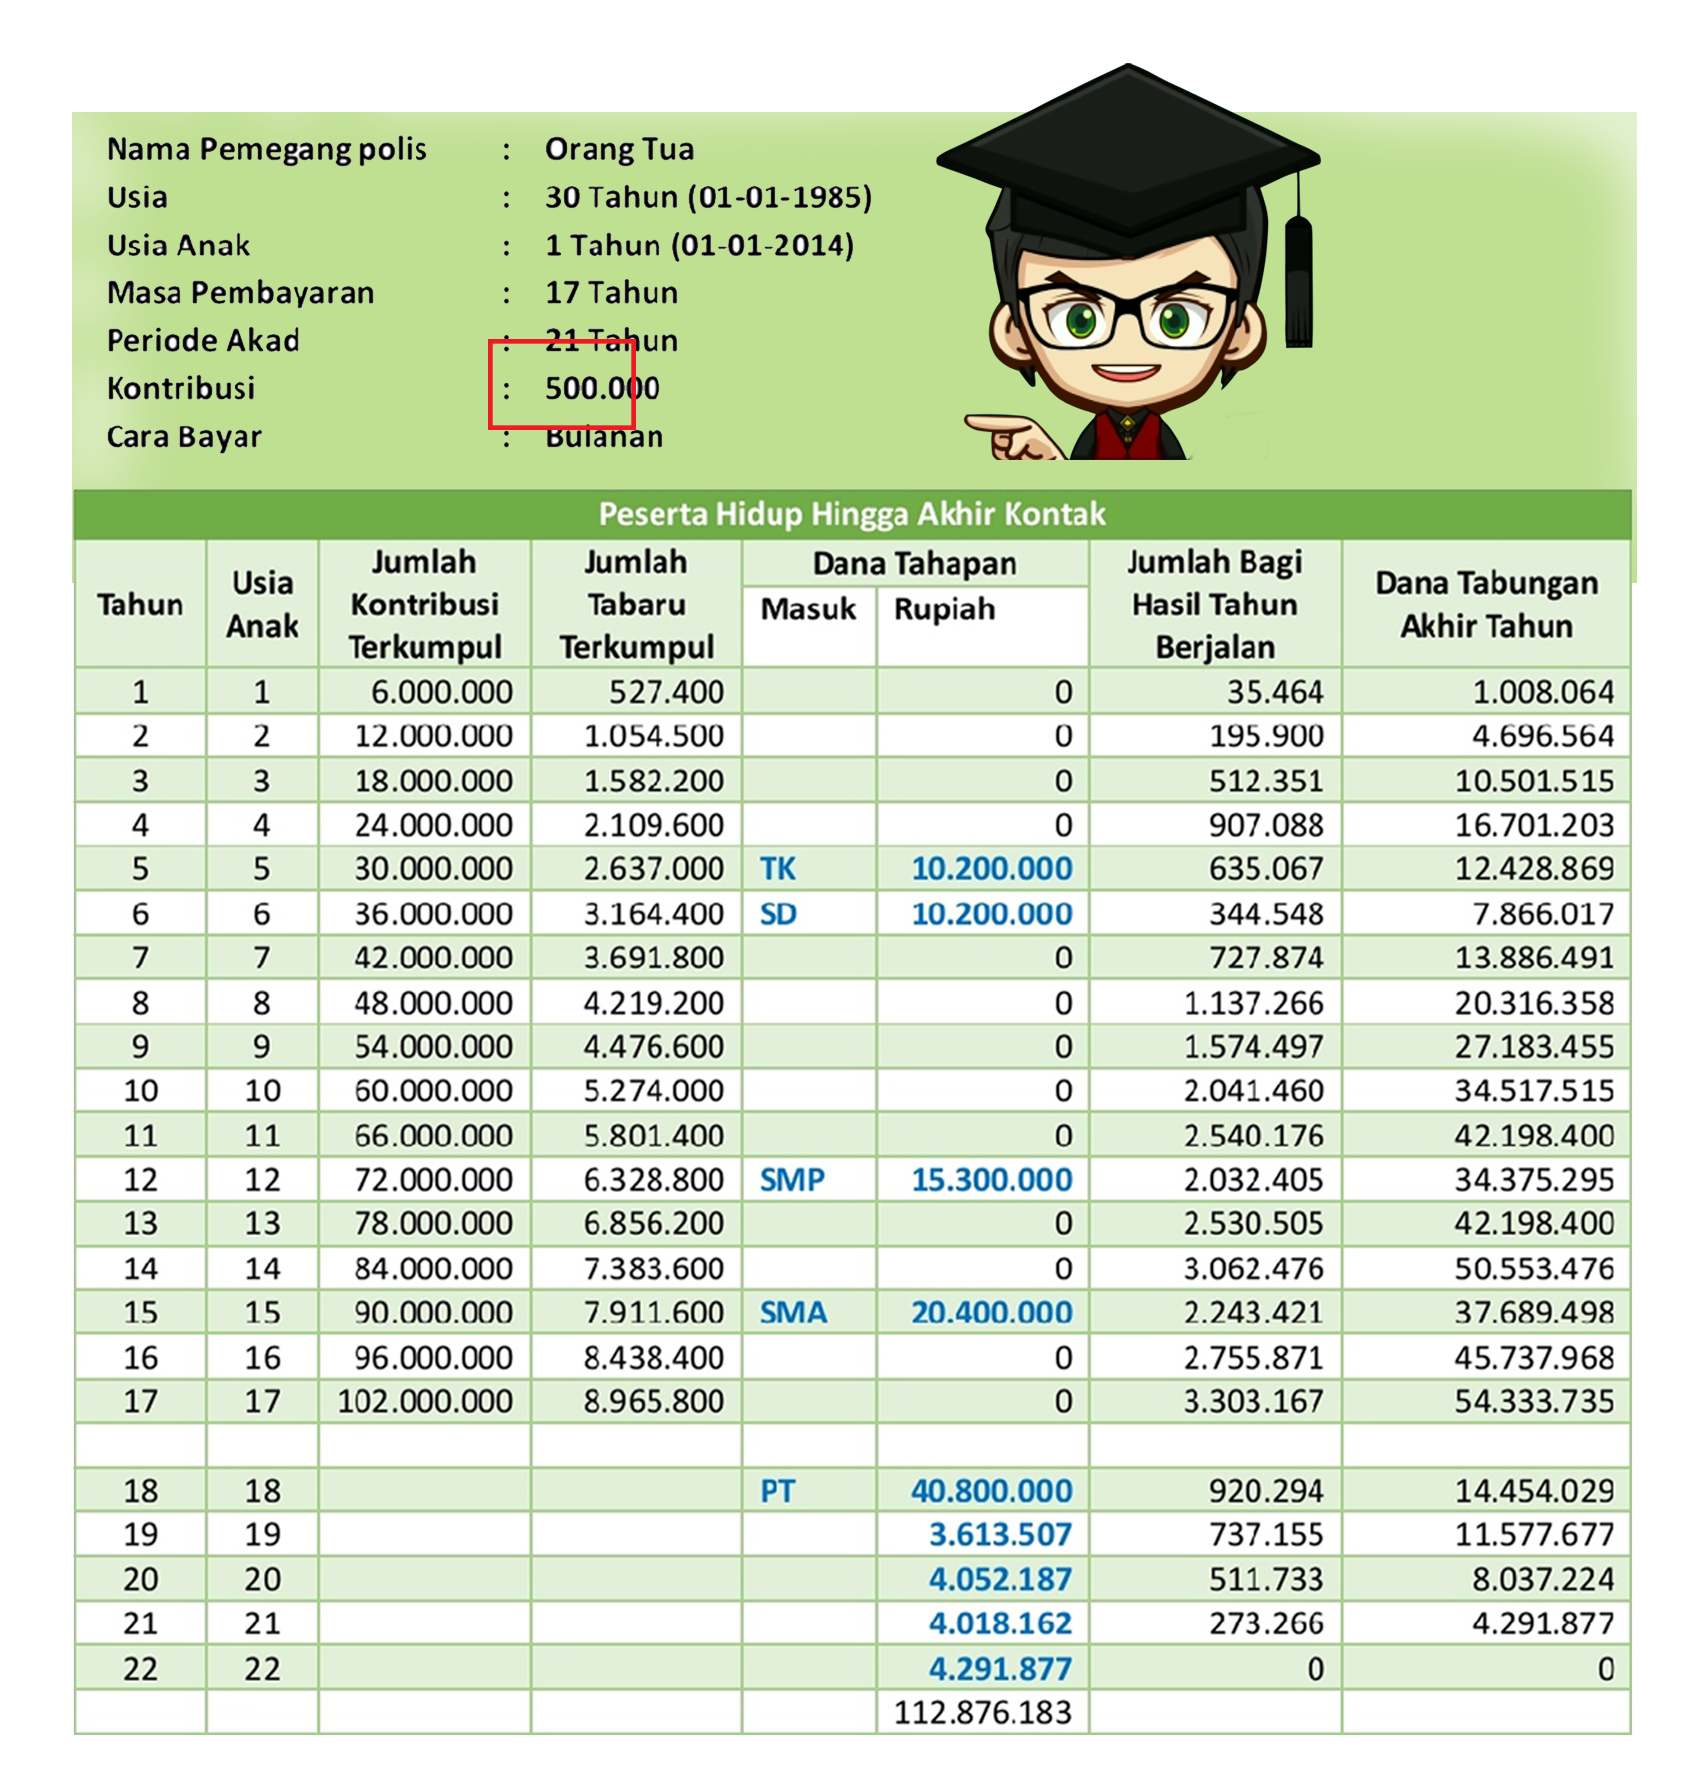 Nama Pemegang polis : Orang Tua
Usia : 30 Tahun (01-01-1985)
Usia Anak : 1 Tahun (01-01-2014)
Masa Pembayaran : 17 Tahun
Periode Akad : 21 Tahun
Kontribusi : 500.000
Cara Bayar : Bulanan
Peserta Hidup Hingga Akhir Kontak
Tahun Usia Anak Jumlah Kontribusi Terkumpul Jumlah Tabaru Terkumpul Dana Tahapan Jumlah Bagi Hasil Tahun Berjalan Dana Tabungan Akhir Tahun
Masuk Rupiah
1 1 6.000.000 527.400 0 35.464 1.008.064
2 2 12.000.000 1.054.500 0 195.900 4.696.564
3 3 18.000.000 1.582.200 0 512.351 10.501.515
4 4 24.000.000 2.109.600 0 907.088 16.701.203
5 5 30.000.000 2.637.000 TK 10.200.000 635.067 12.428.869
6 6 36.000.000 3.164.400 SD 10.200.000 344.548 7.866.017
7 7 42.000.000 3.691.800 0 727.874 13.886.491
8 8 48.000.000 4.219.200 0 1.137.266 20.316.358
9 9 54.000.000 4.476.600 0 1.574.497 27.183.455
10 10 60.000.000 5.274.000 0 2.041.460 34.517.515
11 11 66.000.000 5.801.400 0 2.540.176 42.198.400
12 12 72.000.000 6.328.800 SMP 15.300.000 2.032.405 34.375.295
13 13 78.000.000 6.856.200 0 2.530.505 42.198.400
14 14 84.000.000 7.383.600 0 3.062.476 50.553.476
15 15 90.000.000 7.911.600 SMA 20.400.000 2.243.421 37.689.498
16 16 96.000.000 8.438.400 0 2.755.871 45.737.968
17 17 102.000.000 8.965.800 0 3.303.167 54.333.735
18 18 PT 40.800.000 920.294 14.454.029
19 19 3.613.507 737.155 11.577.677
20 20 4.052.187 511.733 8.037.224
21 21 4.018.162 273.266 4.291.877
22 22 4.291.877 0 0
112.876.183